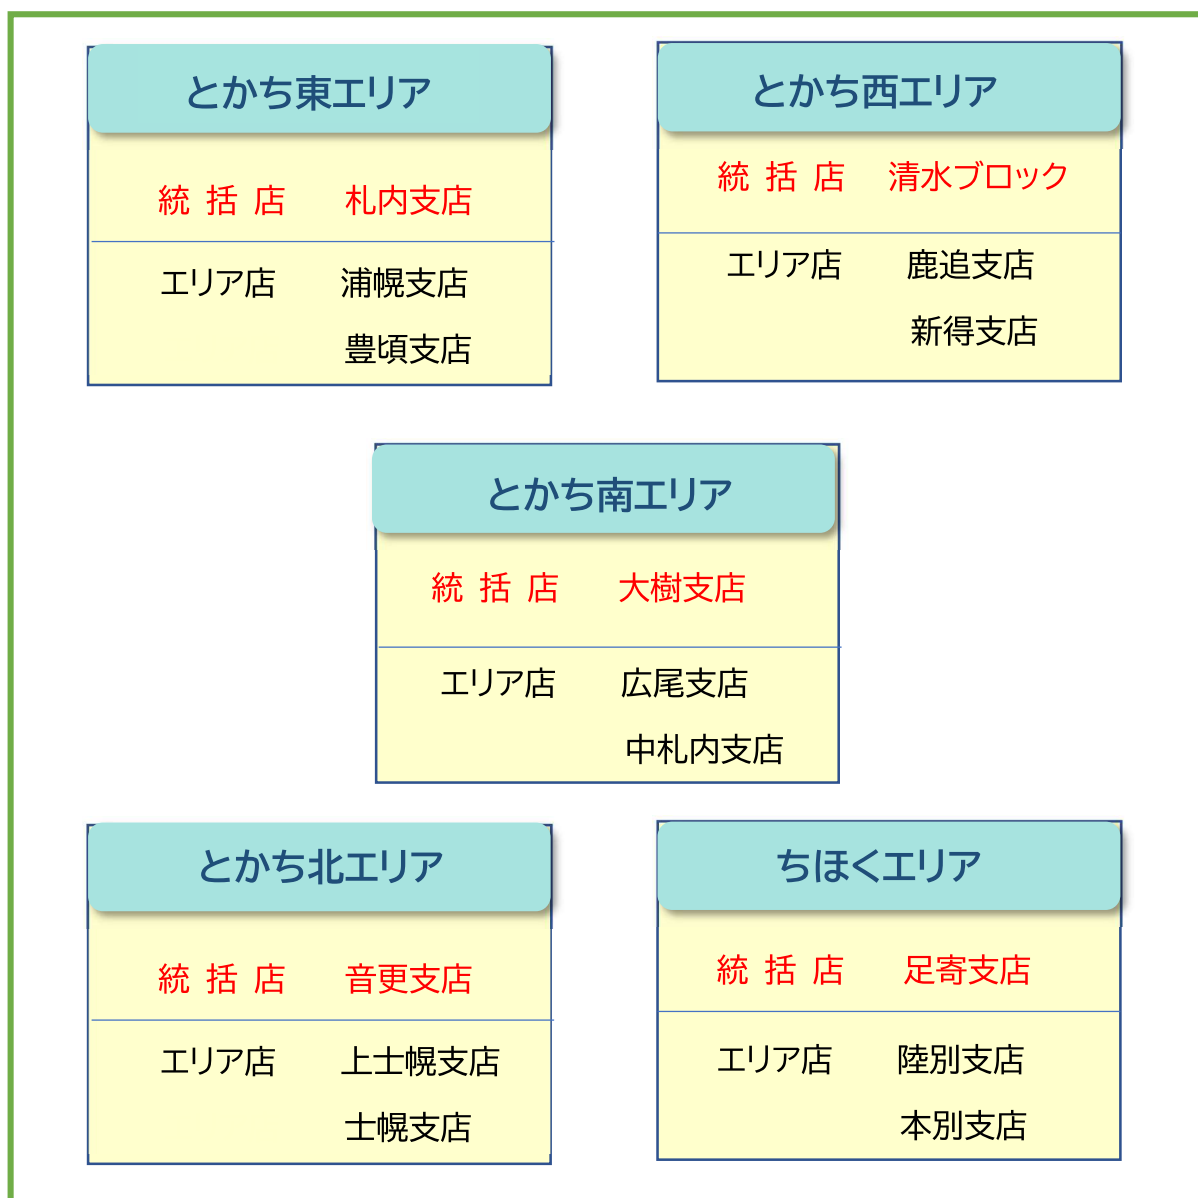 とかち東エリア
統 括 店 札内支店
エリア店 浦幌支店
豊頃支店
とかち西エリア
統 括 店 清水ブロック
エリア店 鹿追支店
新得支店
とかち南エリア
統 括 店 大樹支店
エリア店 広尾支店
中札内支店
とかち北エリア
統 括 店 音更支店
エリア店 上士幌支店
士幌支店
ちほくエリア
統 括 店 足寄支店
エリア店 陸別支店
本別支店